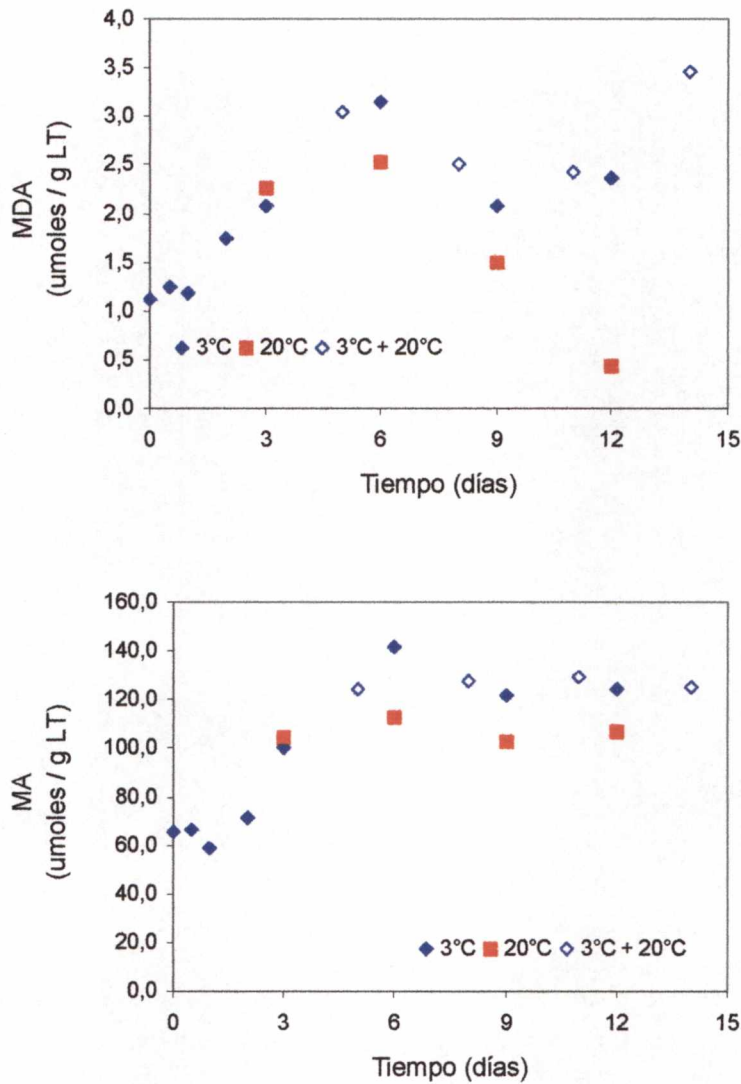 4,0
3,5
3,0
2,5
2,0
1,5
1,0
0,5
0,0
MDA
(umoles / g LT)
3°C 20°C 3°C + 20°C
0 3 6 9 12 15
Tiempo (días)
160,0
140,0
120,0
100,0
80,0
60,0
40,0
20,0
0,0
MA
(umoles / g LT)
3°C 20°C 3°C + 20°C
0 3 6 9 12 15
Tiempo (días)